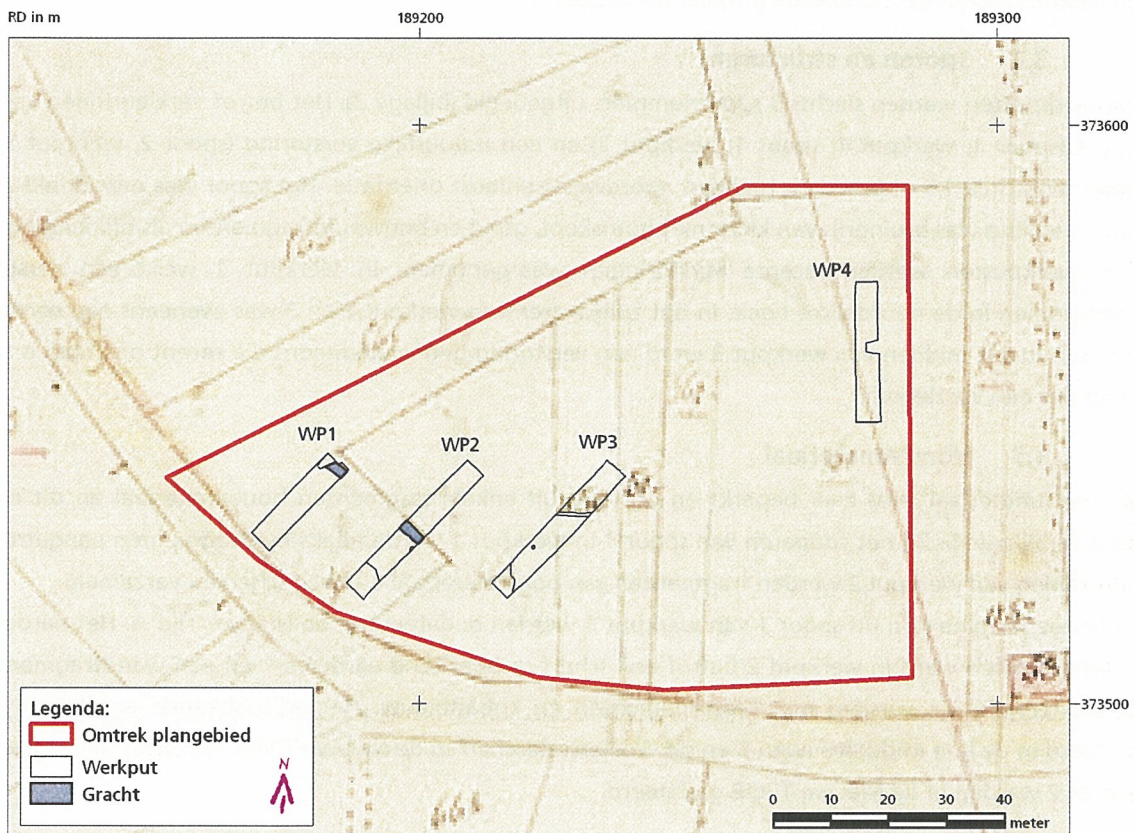 RD in m
189200
189300
373600
WP4
WP1
WP2
WP3
373500
Legenda:
Omtrek plangebied
Werkput
Gracht
N
0 10 20 30 40
meter